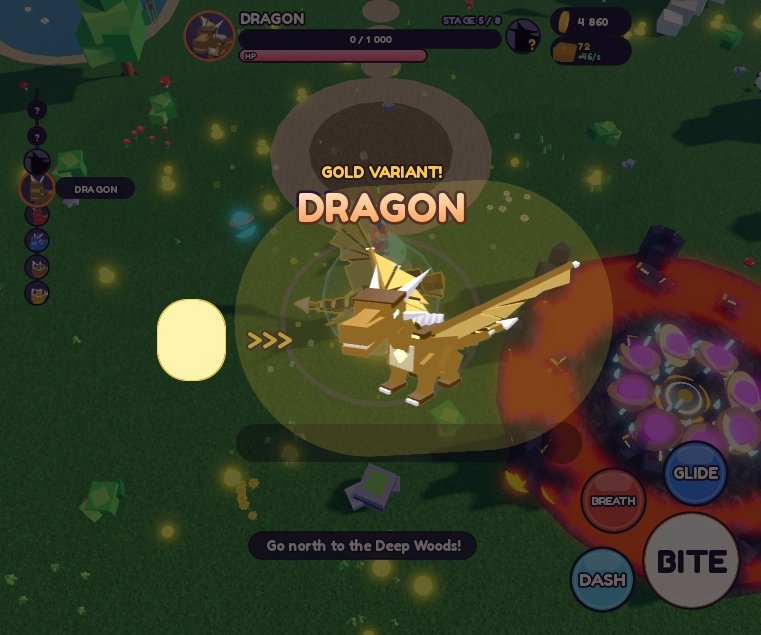 DRAGON
STAGE 5 / 8
0 / 1 000
HP
?
4 860
72
+46/s
?
?
DRAGON
GOLD VARIANT!
DRAGON
>>>
GLIDE
BREATH
Go north to the Deep Woods!
BITE
DASH